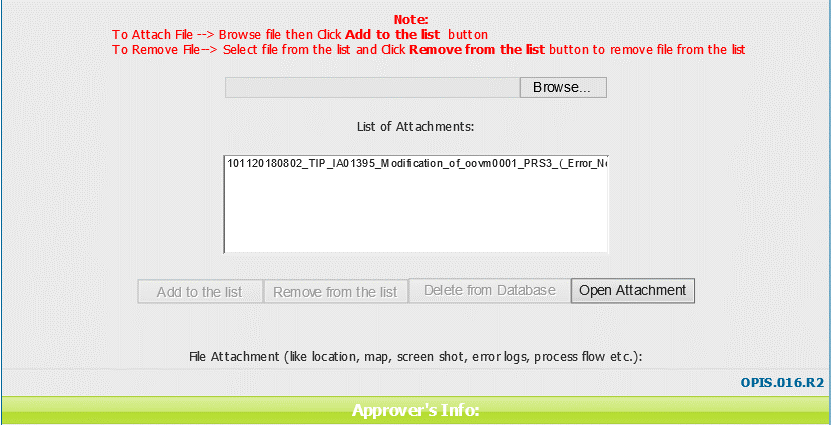 Note:
To Attach File --> Browse file then Click Add to the list button
To Remove File--> Select file from the list and Click Remove from the list button to remove file from the list
Browse...
List of Attachments:
101120180802_TIP_IA01395_Modification_of_oovm0001_PRS3_(_Error_Ne
Add to the list Remove from the list Delete from Database Open Attachment
File Attachment (like location, map, screen shot, error logs, process flow etc.):
OPIS.016.R2
Approver's Info: